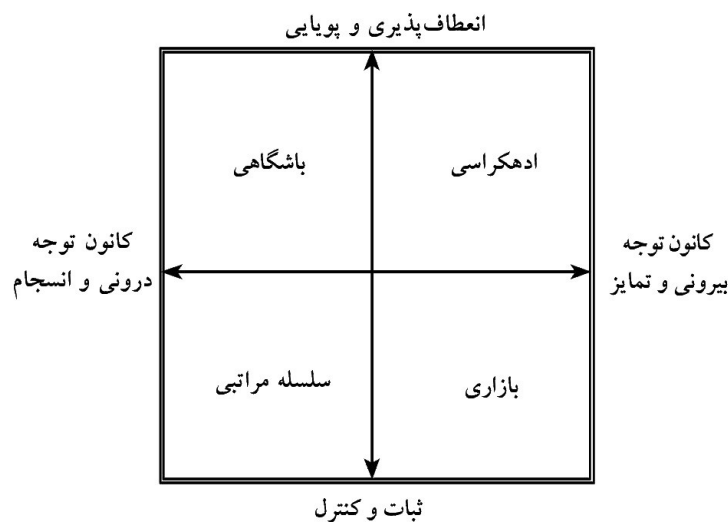 انعطاف‌پذیری و پویایی
ادهکراسی
باشگاهی
کانون توجه
بیرونی و تمایز
کانون توجه
درونی و انسجام
بازاری
سلسله مراتبی
ثبات و کنترل